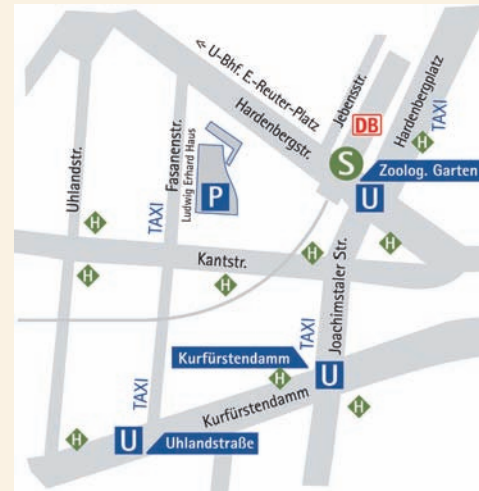 ← U-Bhf. E.-Reuter-Platz
Hardenbergstr.
Jebensstr.
Hardenbergplatz
TAXI
DB
H
S
Zoolog. Garten
U
Uhlandstr.
Fasanenstr.
Ludwig Erhard Haus
TAXI
P
H
H
Kantstr.
H
H
H
Joachimstaler Str.
TAXI
Kurfürstendamm
U
H
H
Kurfürstendamm
TAXI
H
U
Uhlandstraße